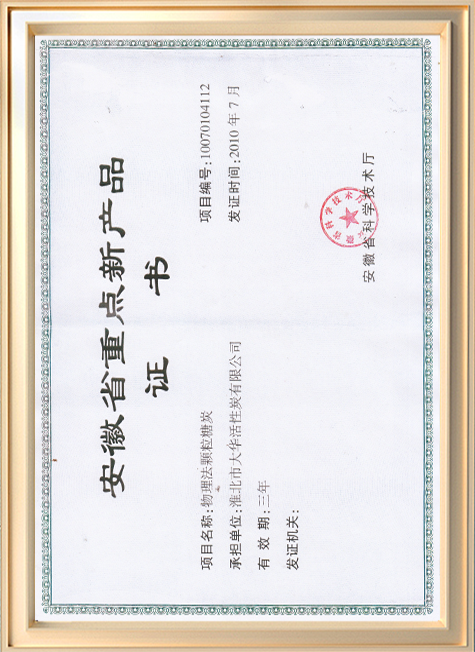 安徽省重点新产品
证书
项目名称:物理法颗粒糖炭
项目编号:10070104112
承担单位:淮北市大华活性炭有限公司
发证时间:2010 年 7 月
有 效 期:三年
发证机关:
安徽省科学技术厅